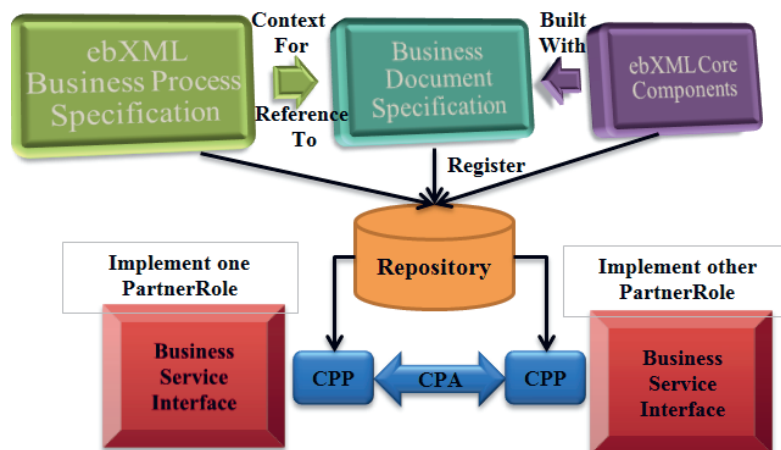 ebXML
Business Process
Specification
Context
For
Reference
To
Business
Document
Specification
Built
With
ebXML Core
Components
Register
Repository
Implement one
PartnerRole
Implement other
PartnerRole
Business
Service
Interface
CPP
CPA
CPP
Business
Service
Interface